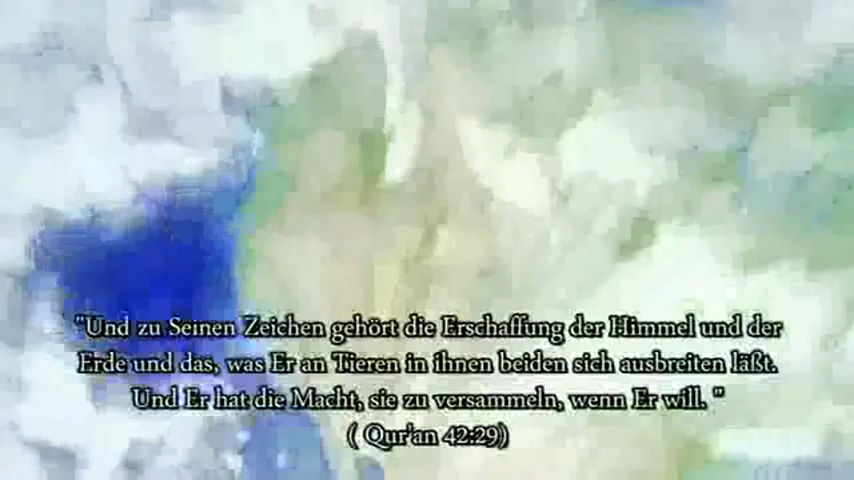 "Und zu Seinen Zeichen gehört die Erschaffung der Himmel und der
Erde und das, was Er an Tieren in ihnen beiden sich ausbreiten läßt.
Und Er hat die Macht, sie zu versammeln, wenn Er will. "
( Qur'an 42:29)